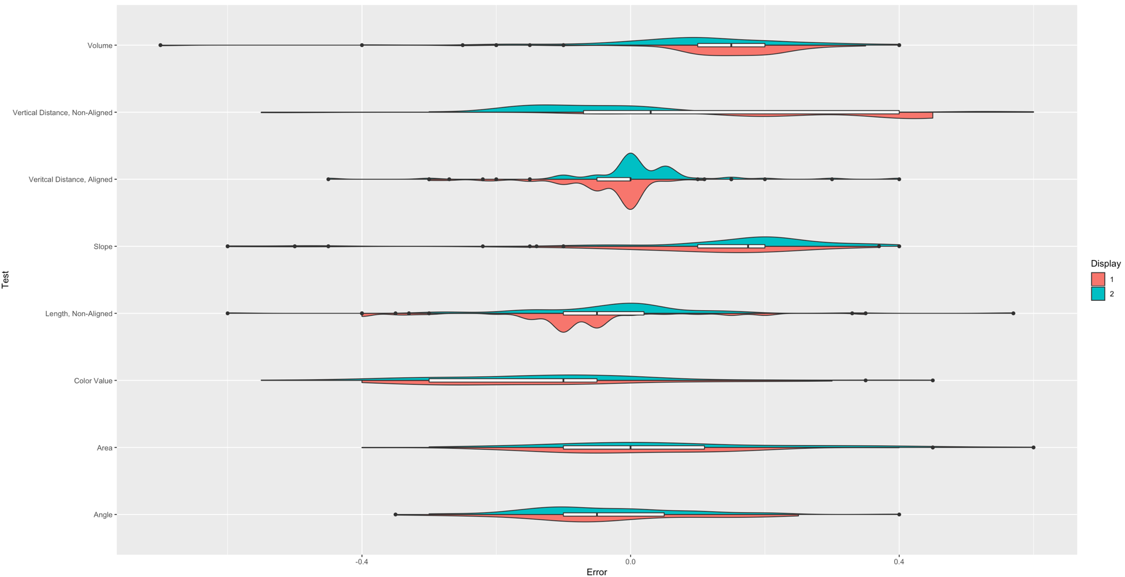 Volume
Vertical Distance, Non-Aligned
Veritcal Distance, Aligned
Slope
Length, Non-Aligned
Color Value
Area
Angle
Test
-0.4
0.0
0.4
Error
Display
1
2